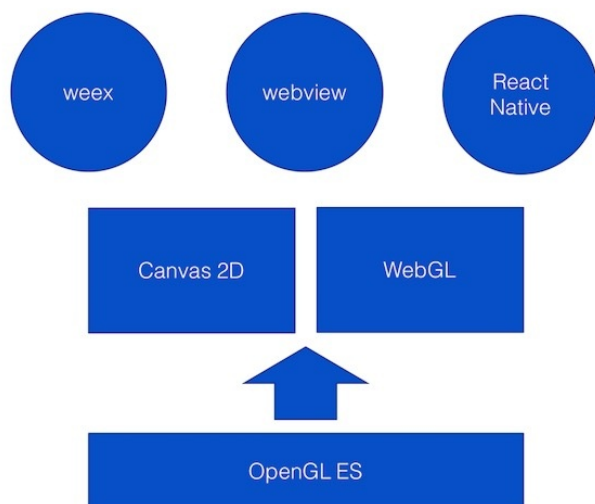 weex
webview
React
Native
Canvas 2D
WebGL
OpenGL ES